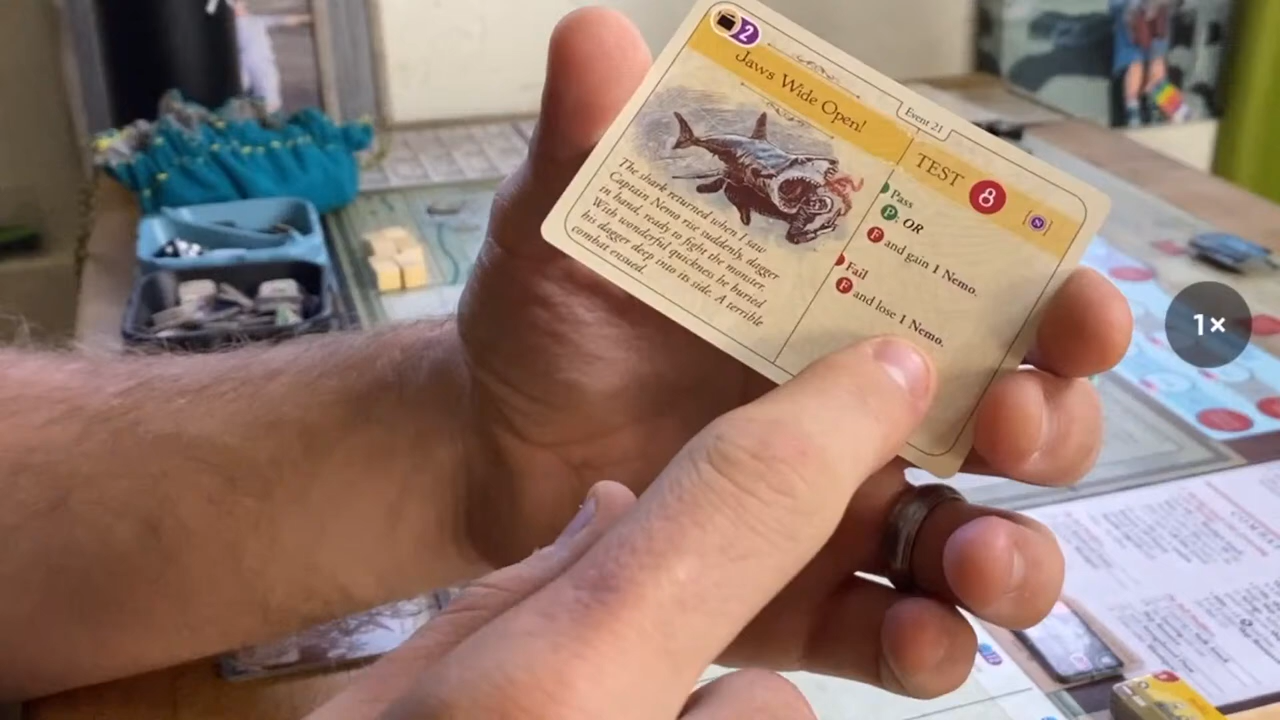 2
Jaws Wide Open!
The shark returned when I saw
Captain Nemo rise suddenly, dagger
in hand, ready to fight the monster.
With wonderful quickness he buried
his dagger deep into its side. A terrible
combat ensued.
Event 21
TEST 8
N
Pass
P: OR
F and gain 1 Nemo.
Fail
F and lose 1 Nemo.
1×